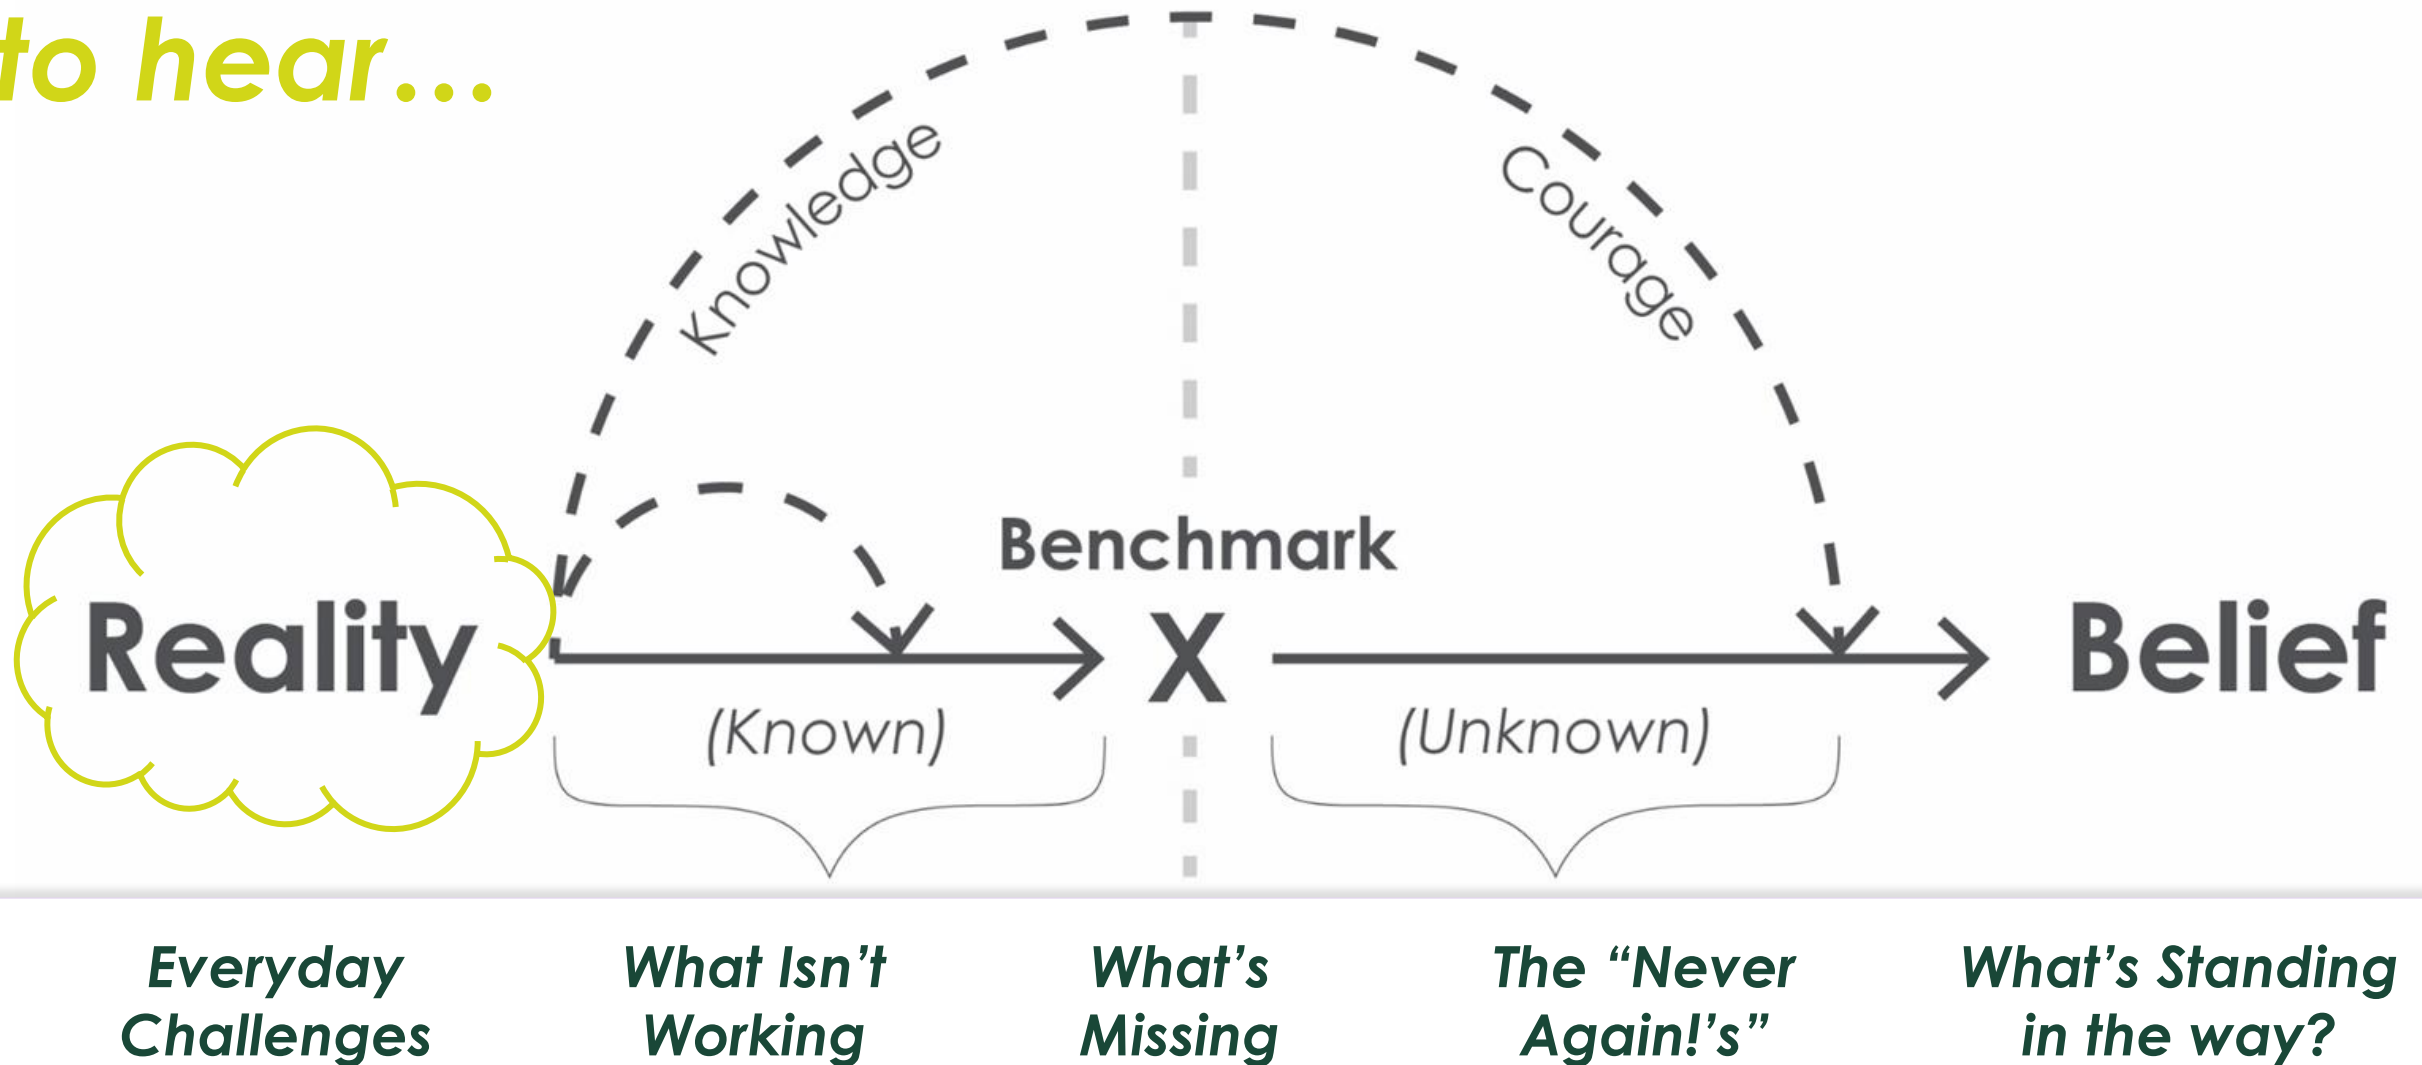 to hear...
Knowledge
Courage
Benchmark
Reality
X
Belief
(Known)
(Unknown)
Everyday
Challenges
What Isn’t
Working
What’s
Missing
The “Never
Again!’s”
What’s Standing
in the way?